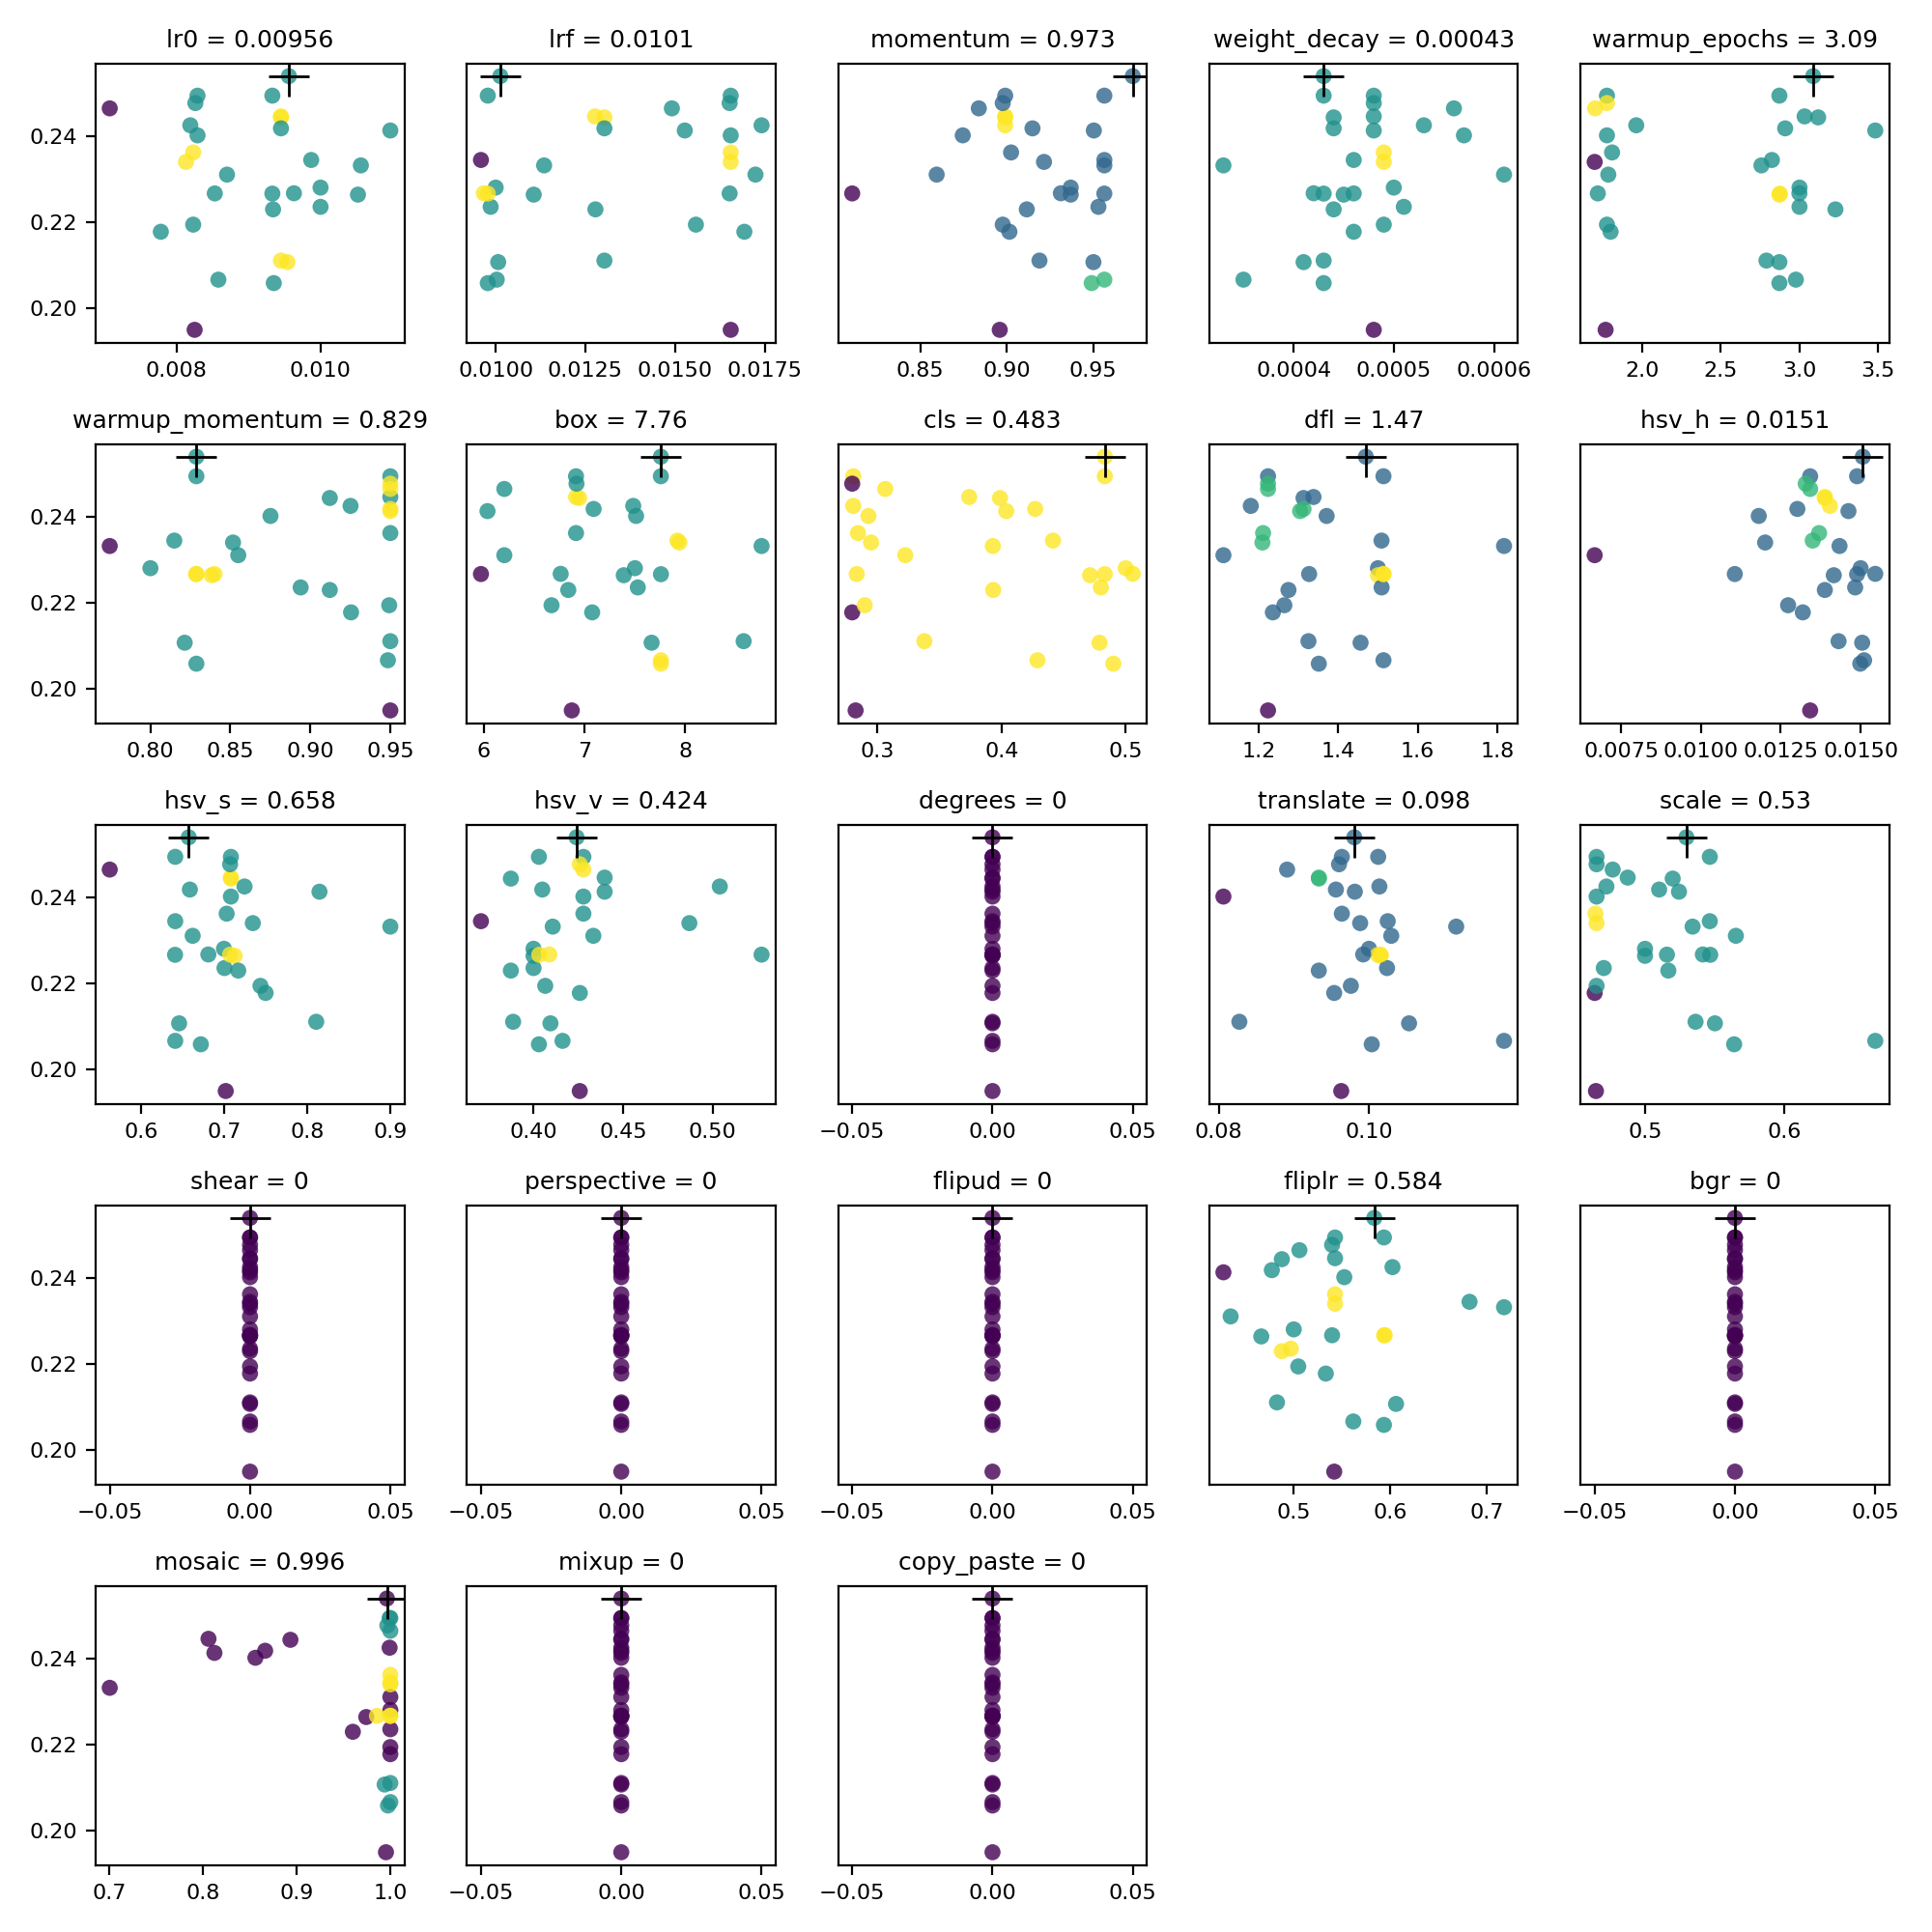 lr0 = 0.00956 lrf = 0.0101 momentum = 0.973 weight_decay = 0.00043 warmup_epochs = 3.09
0.24
0.22
0.20
0.008 0.010 0.0100 0.0125 0.0150 0.0175 0.85 0.90 0.95 0.0004 0.0005 0.0006 2.0 2.5 3.0 3.5
warmup_momentum = 0.829 box = 7.76 cls = 0.483 dfl = 1.47 hsv_h = 0.0151
0.24
0.22
0.20
0.80 0.85 0.90 0.95 6 7 8 0.3 0.4 0.5 1.2 1.4 1.6 1.8 0.0075 0.0100 0.0125 0.0150
hsv_s = 0.658 hsv_v = 0.424 degrees = 0 translate = 0.098 scale = 0.53
0.24
0.22
0.20
0.6 0.7 0.8 0.9 0.40 0.45 0.50 −0.05 0.00 0.05 0.08 0.10 0.5 0.6
shear = 0 perspective = 0 flipud = 0 fliplr = 0.584 bgr = 0
0.24
0.22
0.20
−0.05 0.00 0.05 −0.05 0.00 0.05 −0.05 0.00 0.05 0.5 0.6 0.7 −0.05 0.00 0.05
mosaic = 0.996 mixup = 0 copy_paste = 0
0.24
0.22
0.20
0.7 0.8 0.9 1.0 −0.05 0.00 0.05 −0.05 0.00 0.05